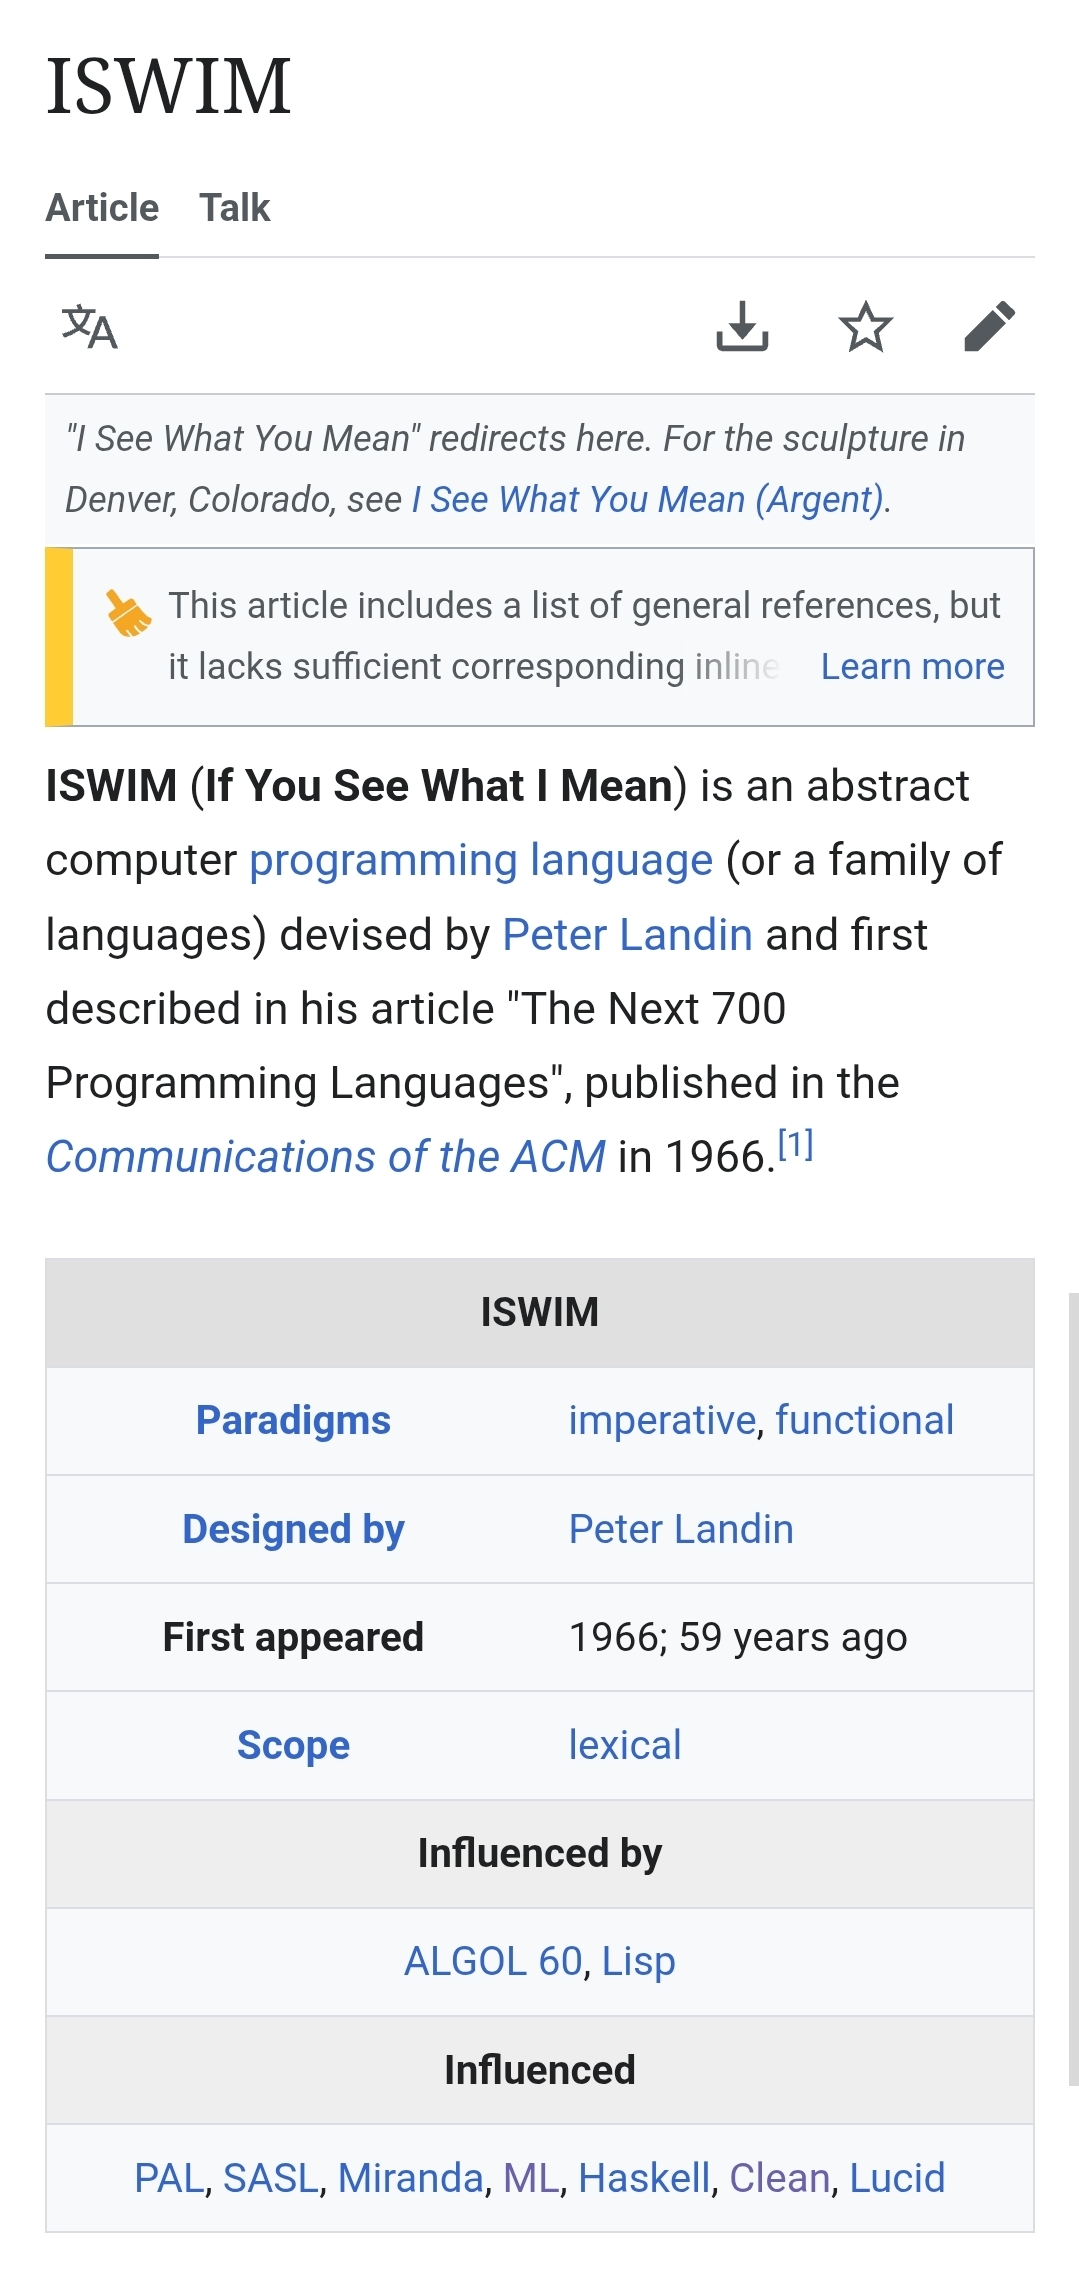 ISWIM
Article Talk
文A
"I See What You Mean" redirects here. For the sculpture in
Denver, Colorado, see I See What You Mean (Argent).
This article includes a list of general references, but
it lacks sufficient corresponding inline Learn more
ISWIM (If You See What I Mean) is an abstract
computer programming language (or a family of
languages) devised by Peter Landin and first
described in his article "The Next 700
Programming Languages", published in the
Communications of the ACM in 1966.[1]
ISWIM
Paradigms imperative, functional
Designed by Peter Landin
First appeared 1966; 59 years ago
Scope lexical
Influenced by
ALGOL 60, Lisp
Influenced
PAL, SASL, Miranda, ML, Haskell, Clean, Lucid